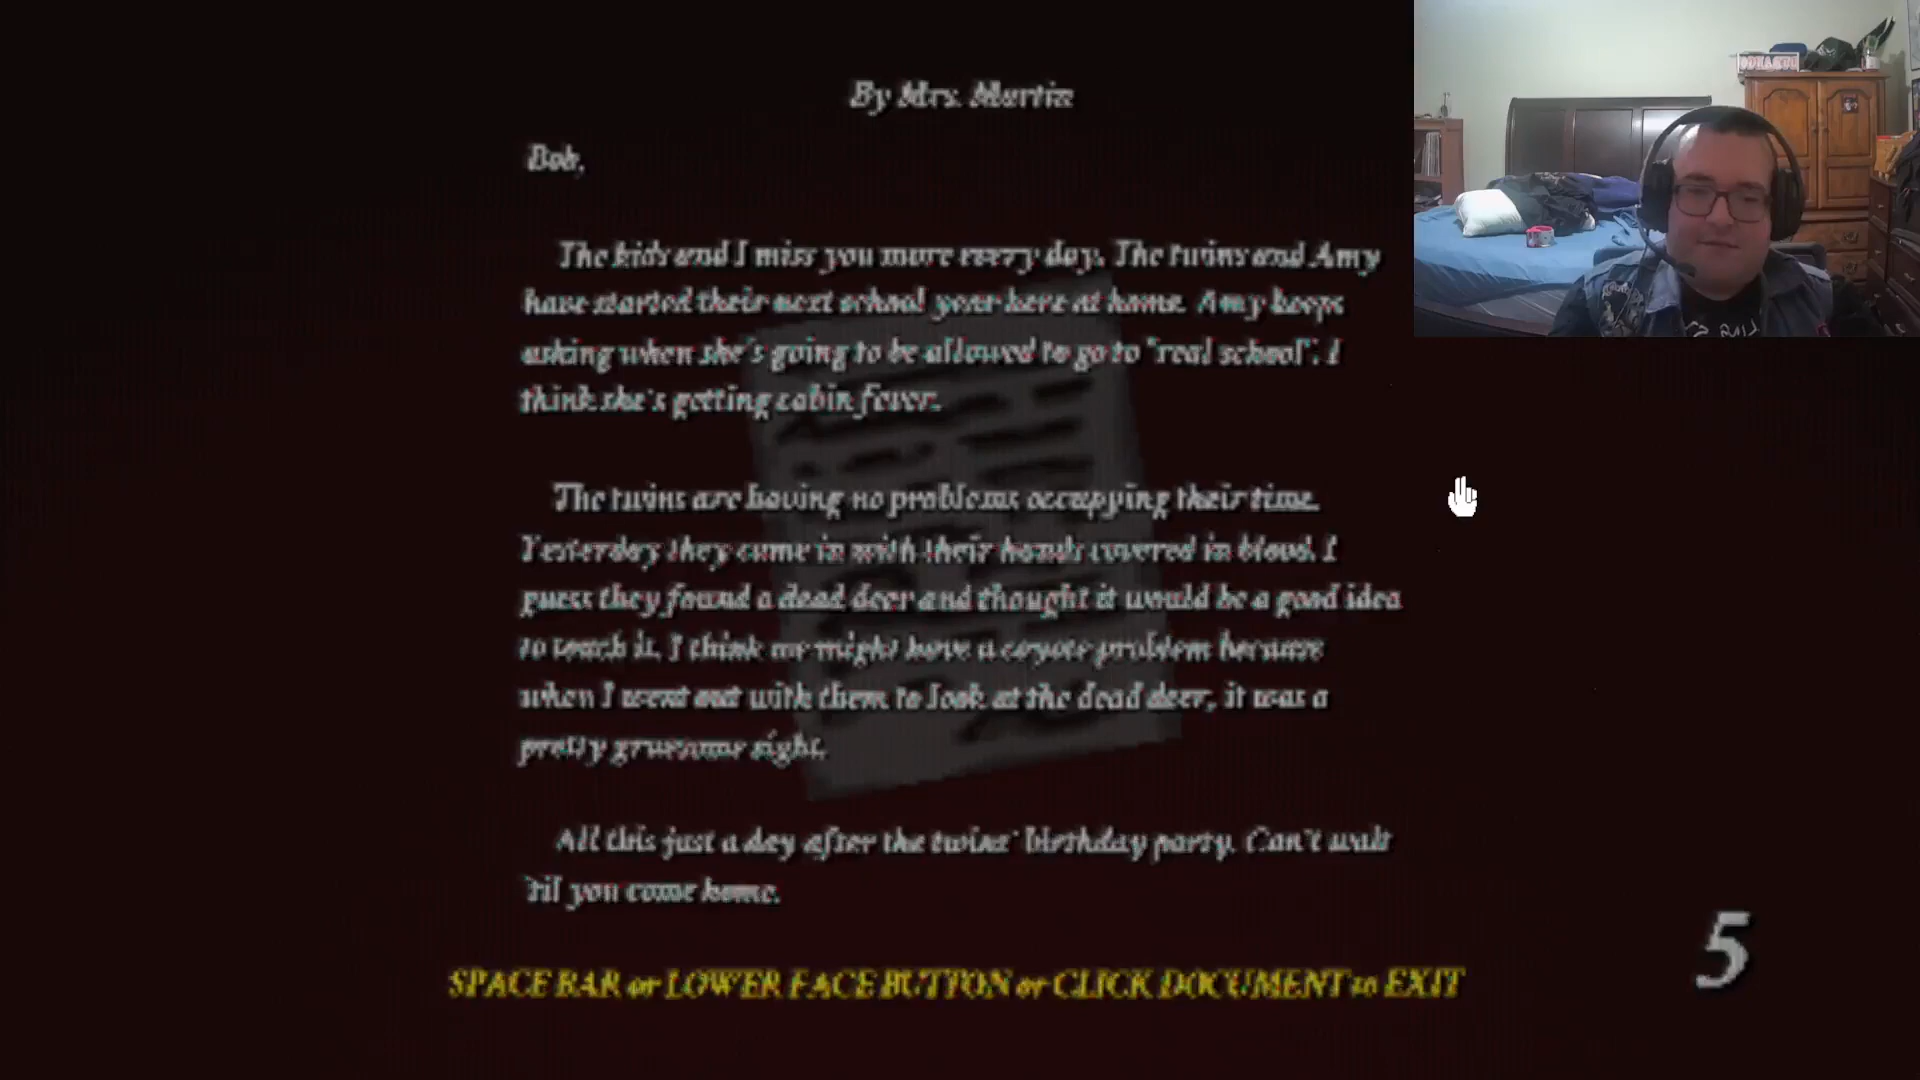 By Mrs. Martin
Bob,
The kids and I miss you more every day. The twins and Amy
have started their next school year here at home. Amy keeps
asking when she's going to be allowed to go to "real school". I
think she's getting cabin fever.
The twins are having no problems occupying their time.
Yesterday they came in with their hands covered in blood. I
guess they found a dead deer and thought it would be a good idea
to touch it. I think we might have a coyote problem because
when I went out with them to look at the dead deer, it was a
pretty gruesome sight.
All this just a day after the twins' birthday party. Can't wait
'til you come home.
SPACE BAR or LOWER FACE BUTTON or CLICK DOCUMENT to EXIT
5